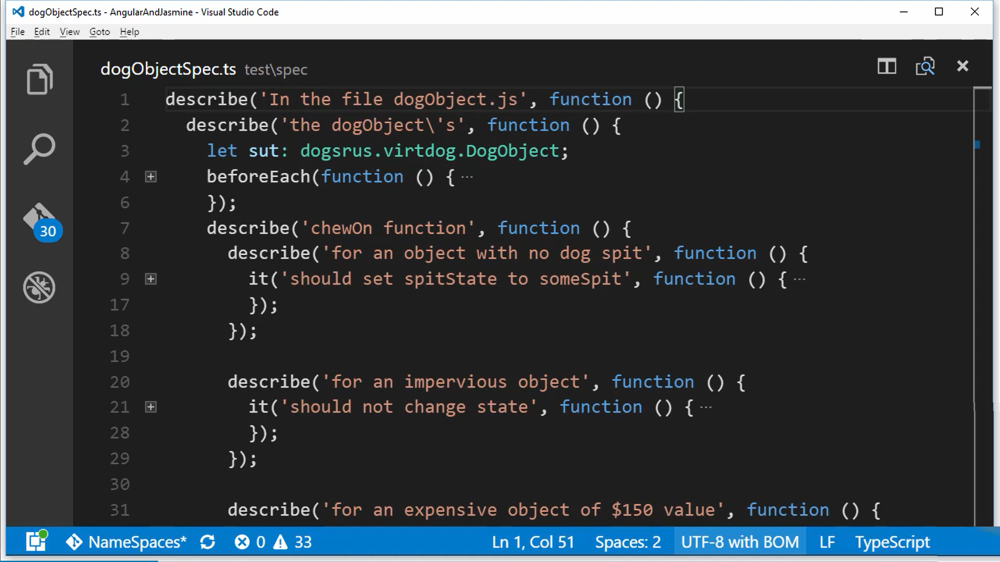 dogObjectSpec.ts - AngularAndJasmine - Visual Studio Code
File Edit View Goto Help
dogObjectSpec.ts test\spec
1 describe('In the file dogObject.js', function () {
2 describe('the dogObject\'s', function () {
3 let sut: dogsrus.virtdog.DogObject;
4 beforeEach(function () { ···
6 });
7 describe('chewOn function', function () {
8 describe('for an object with no dog spit', function () {
9 it('should set spitState to someSpit', function () { ···
17 });
18 });
19
20 describe('for an impervious object', function () {
21 it('should not change state', function () { ···
28 });
29 });
30
31 describe('for an expensive object of $150 value', function () {
30
NameSpaces* 0 33 Ln 1, Col 51 Spaces: 2 UTF-8 with BOM LF TypeScript